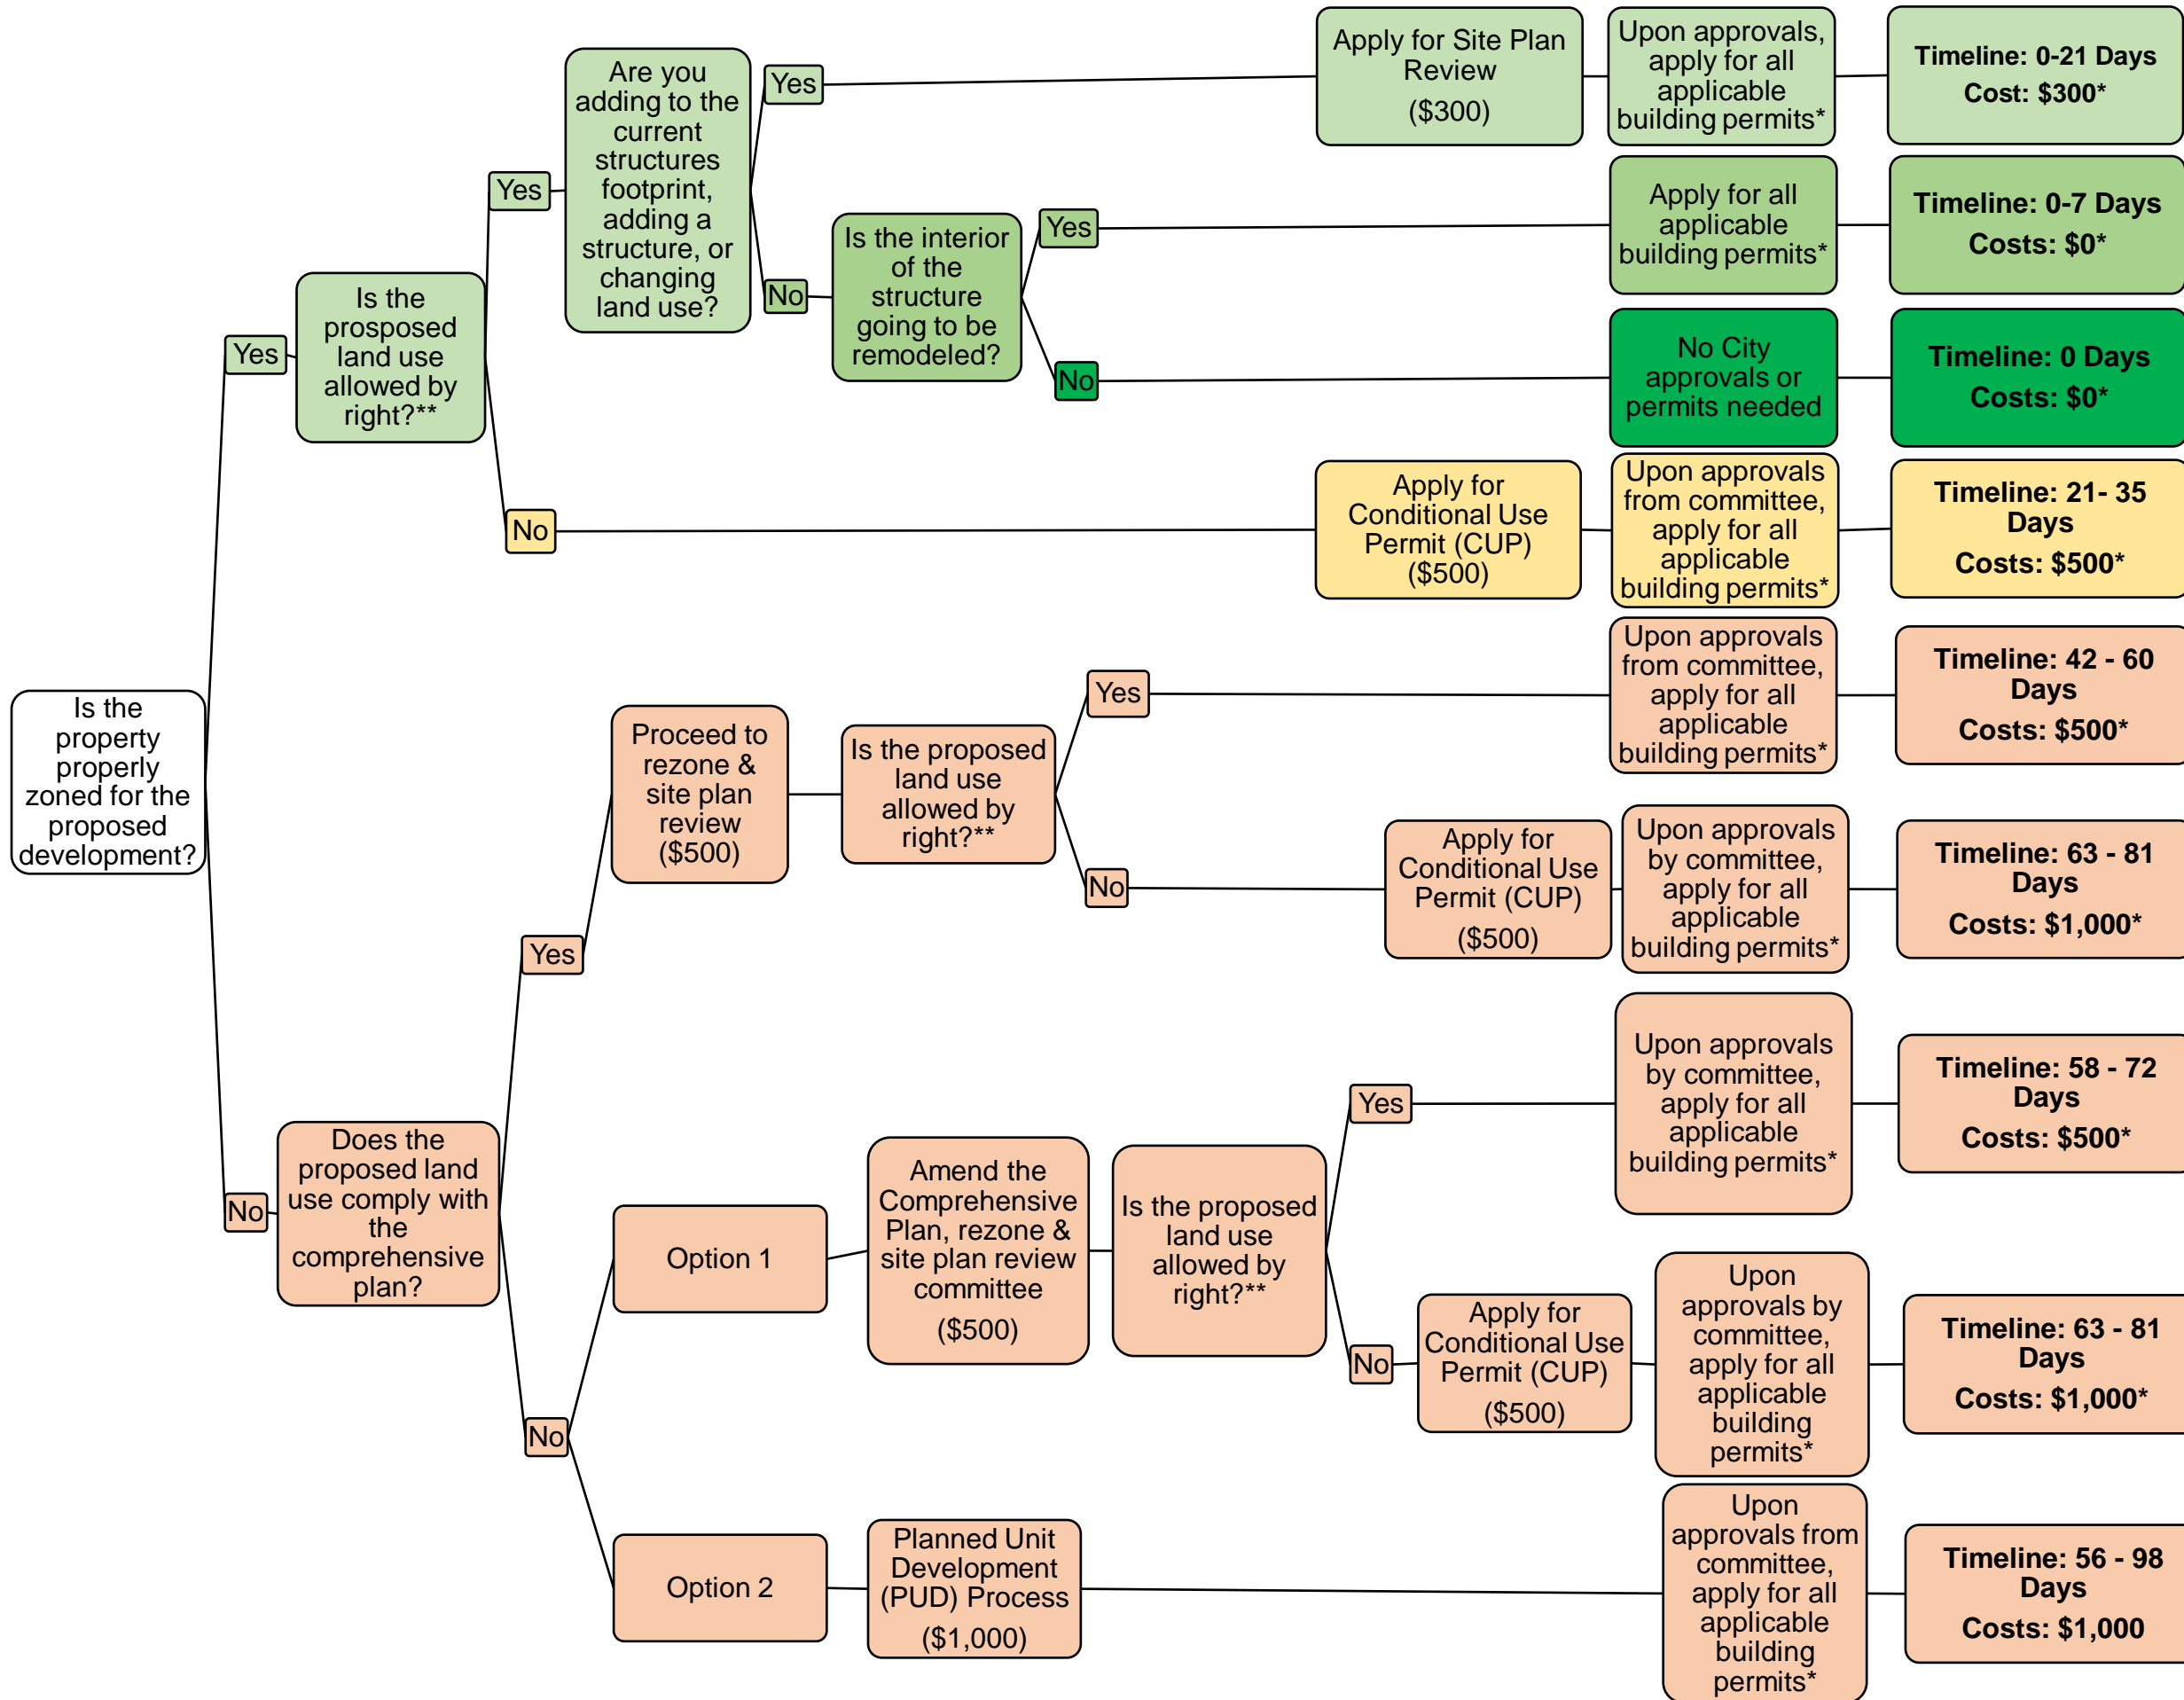 Is the
property
properly
zoned for the
proposed
development?
Yes
Is the
prosposed
land use
allowed by
right?**
Yes
Are you
adding to the
current
structures
footprint,
adding a
structure, or
changing
land use?
Yes
Apply for Site Plan
Review
($300)
Upon approvals,
apply for all
applicable
building permits*
Timeline: 0-21 Days
Cost: $300*
No
Is the interior
of the
structure
going to be
remodeled?
Yes
Apply for all
applicable
building permits*
Timeline: 0-7 Days
Costs: $0*
No
No City
approvals or
permits needed
Timeline: 0 Days
Costs: $0*
No
Apply for
Conditional Use
Permit (CUP)
($500)
Upon approvals
from committee,
apply for all
applicable
building permits*
Timeline: 21- 35
Days
Costs: $500*
No
Does the
proposed land
use comply with
the
comprehensive
plan?
Yes
Proceed to
rezone &
site plan
review
($500)
Is the proposed
land use
allowed by
right?**
Yes
Upon approvals
from committee,
apply for all
applicable
building permits*
Timeline: 42 - 60
Days
Costs: $500*
No
Apply for
Conditional Use
Permit (CUP)
($500)
Upon approvals
by committee,
apply for all
applicable
building permits*
Timeline: 63 - 81
Days
Costs: $1,000*
No
Option 1
Amend the
Comprehensive
Plan, rezone &
site plan review
committee
($500)
Is the proposed
land use
allowed by
right?**
Yes
Upon approvals
by committee,
apply for all
applicable
building permits*
Timeline: 58 - 72
Days
Costs: $500*
No
Apply for
Conditional Use
Permit (CUP)
($500)
Upon
approvals by
committee,
apply for all
applicable
building
permits*
Timeline: 63 - 81
Days
Costs: $1,000*
Option 2
Planned Unit
Development
(PUD) Process
($1,000)
Upon
approvals from
committee,
apply for all
applicable
building
permits*
Timeline: 56 - 98
Days
Costs: $1,000